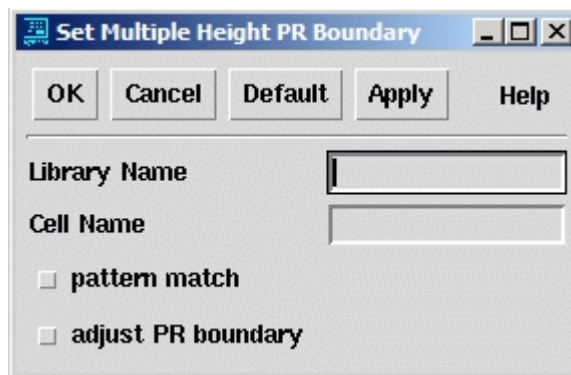 Set Multiple Height PR Boundary
OK Cancel Default Apply Help
Library Name
Cell Name
pattern match
adjust PR boundary